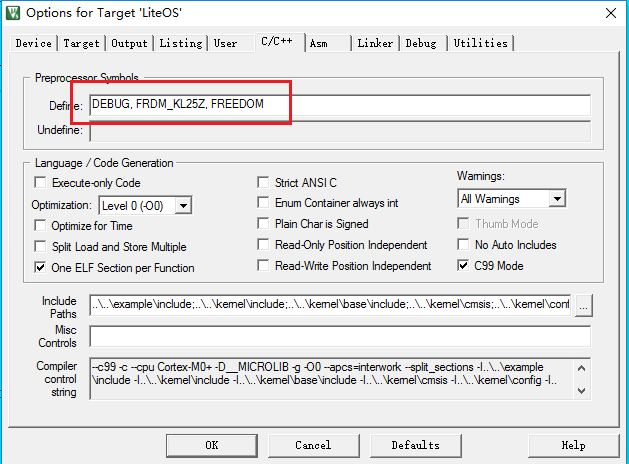 Options for Target 'LiteOS'
Device Target Output Listing User C/C++ Asm Linker Debug Utilities
Preprocessor Symbols
Define: DEBUG, FRDM_KL25Z, FREEDOM
Undefine:
Language / Code Generation
Execute-only Code
Strict ANSI C
Warnings:
Optimization: Level 0 (-O0)
Enum Container always int
All Warnings
Optimize for Time
Plain Char is Signed
Thumb Mode
Split Load and Store Multiple
Read-Only Position Independent
No Auto Includes
One ELF Section per Function
Read-Write Position Independent
C99 Mode
Include
Paths
..\..\example\include;..\..\kernel\include;..\..\kernel\base\include;..\..\kernel\cmsis;..\..\kernel\conf
...
Misc
Controls
Compiler
control
string
--c99 -c --cpu Cortex-M0+ -D__MICROLIB -g -O0 --apcs=interwork --split_sections -I..\..\example
\include -I..\..\kernel\include -I..\..\kernel\base\include -I..\..\kernel\cmsis -I..\..\kernel\config -I..
OK Cancel Defaults Help